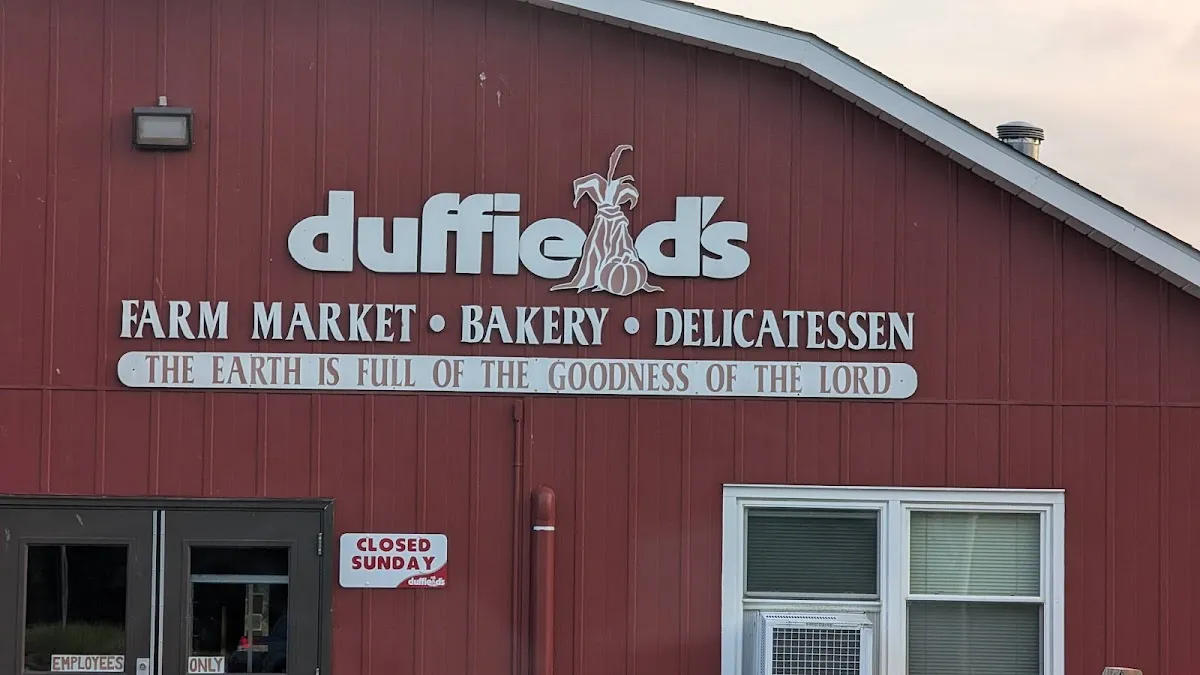 duffield's
FARM MARKET • BAKERY • DELICATESSEN
THE EARTH IS FULL OF THE GOODNESS OF THE LORD
CLOSED
SUNDAY
duffield's
EMPLOYEES ONLY